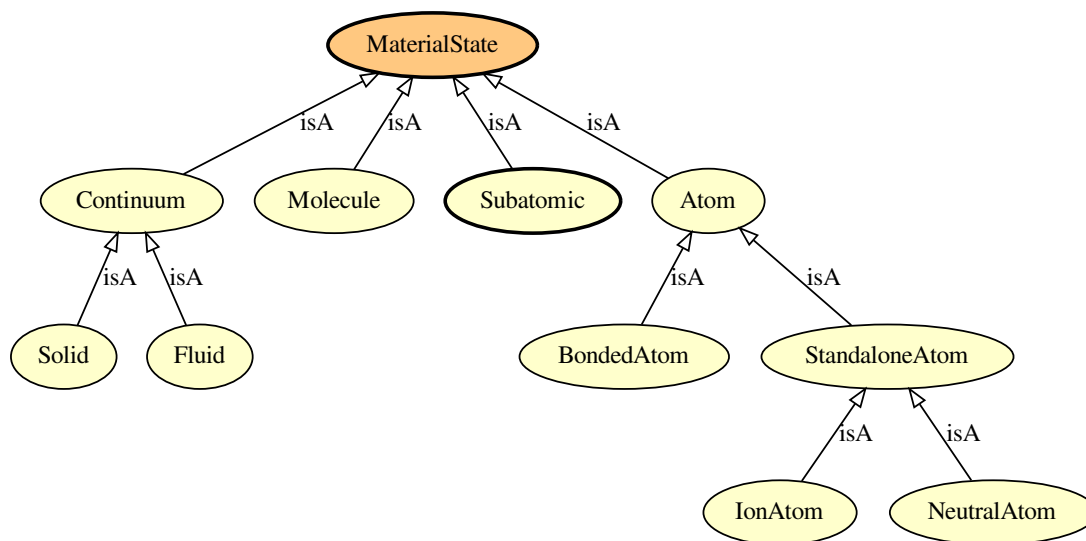 MaterialState
isA
isA
isA
isA
Continuum
Molecule
Subatomic
Atom
isA
isA
isA
isA
Solid
Fluid
BondedAtom
StandaloneAtom
isA
isA
IonAtom
NeutralAtom